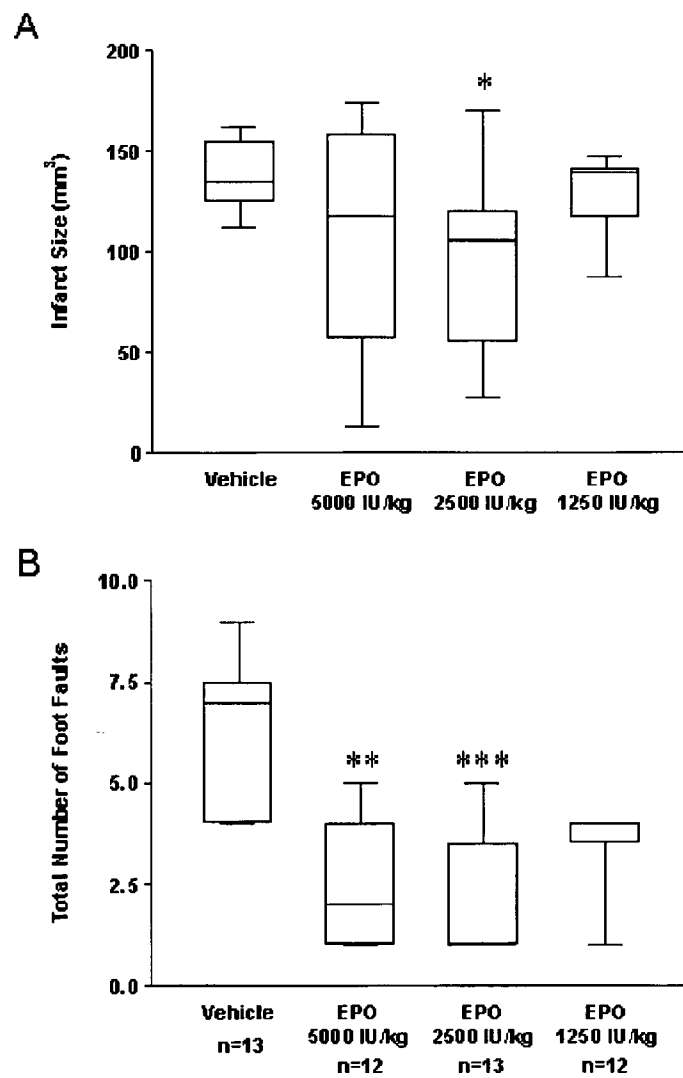 A
200
150
100
50
0
Infarct Size (mm³)
*
Vehicle
EPO
5000 IU/kg
EPO
2500 IU/kg
EPO
1250 IU/kg
B
10.0
7.5
5.0
2.5
0.0
Total Number of Foot Faults
**
***
Vehicle
n=13
EPO
5000 IU/kg
n=12
EPO
2500 IU/kg
n=13
EPO
1250 IU/kg
n=12